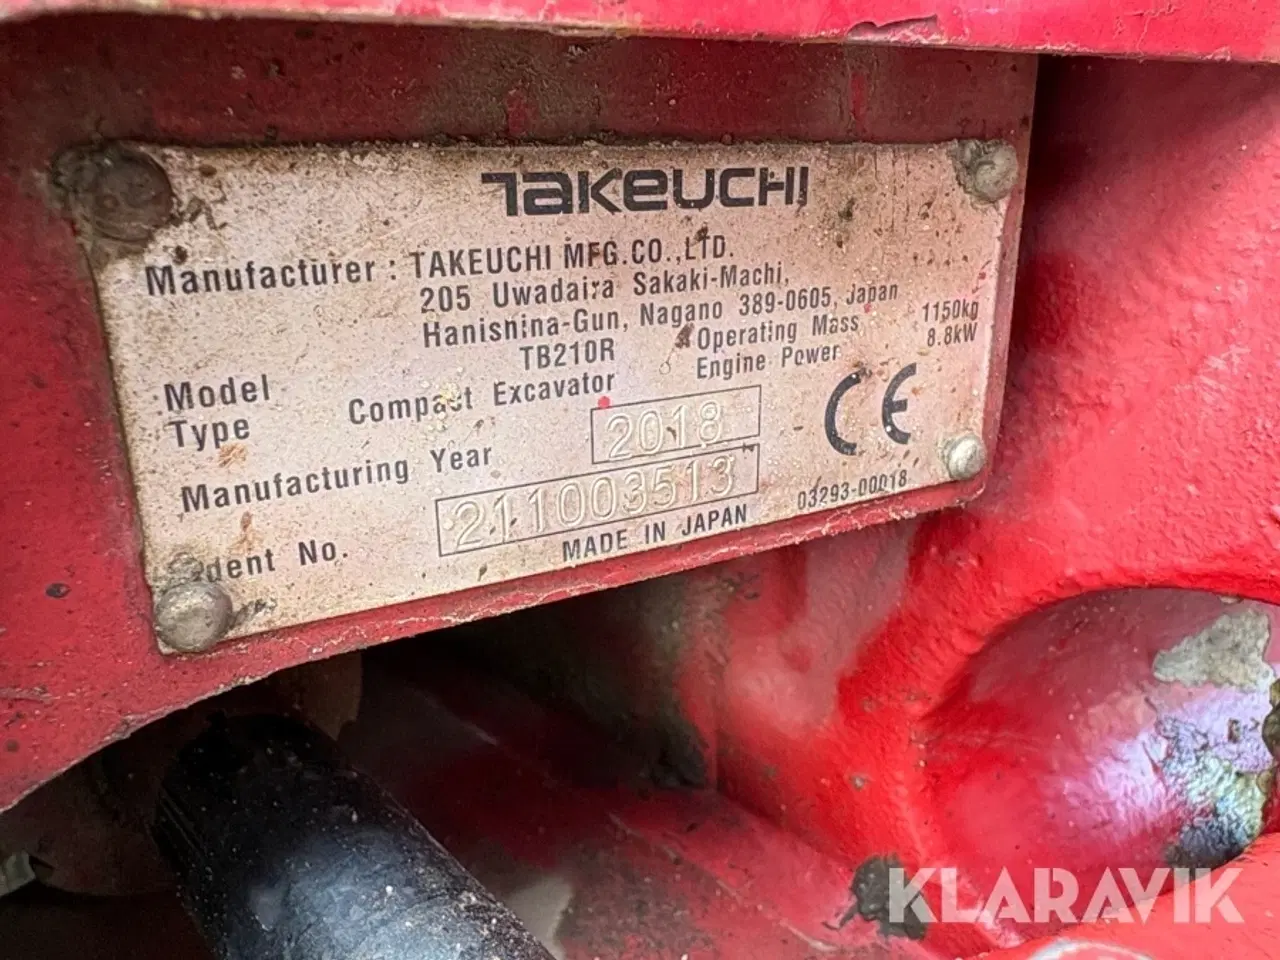 TAKEUCHI
Manufacturer : TAKEUCHI MFG.CO.,LTD.
205 Uwadaira Sakaki-Machi,
Hanishina-Gun, Nagano 389-0605, Japan
Model TB210R Operating Mass 1150kg
Type Compact Excavator Engine Power 8.8kW
Manufacturing Year 2018
CE
Ident No. 211003513
MADE IN JAPAN 03293-00018
KLARAVIK